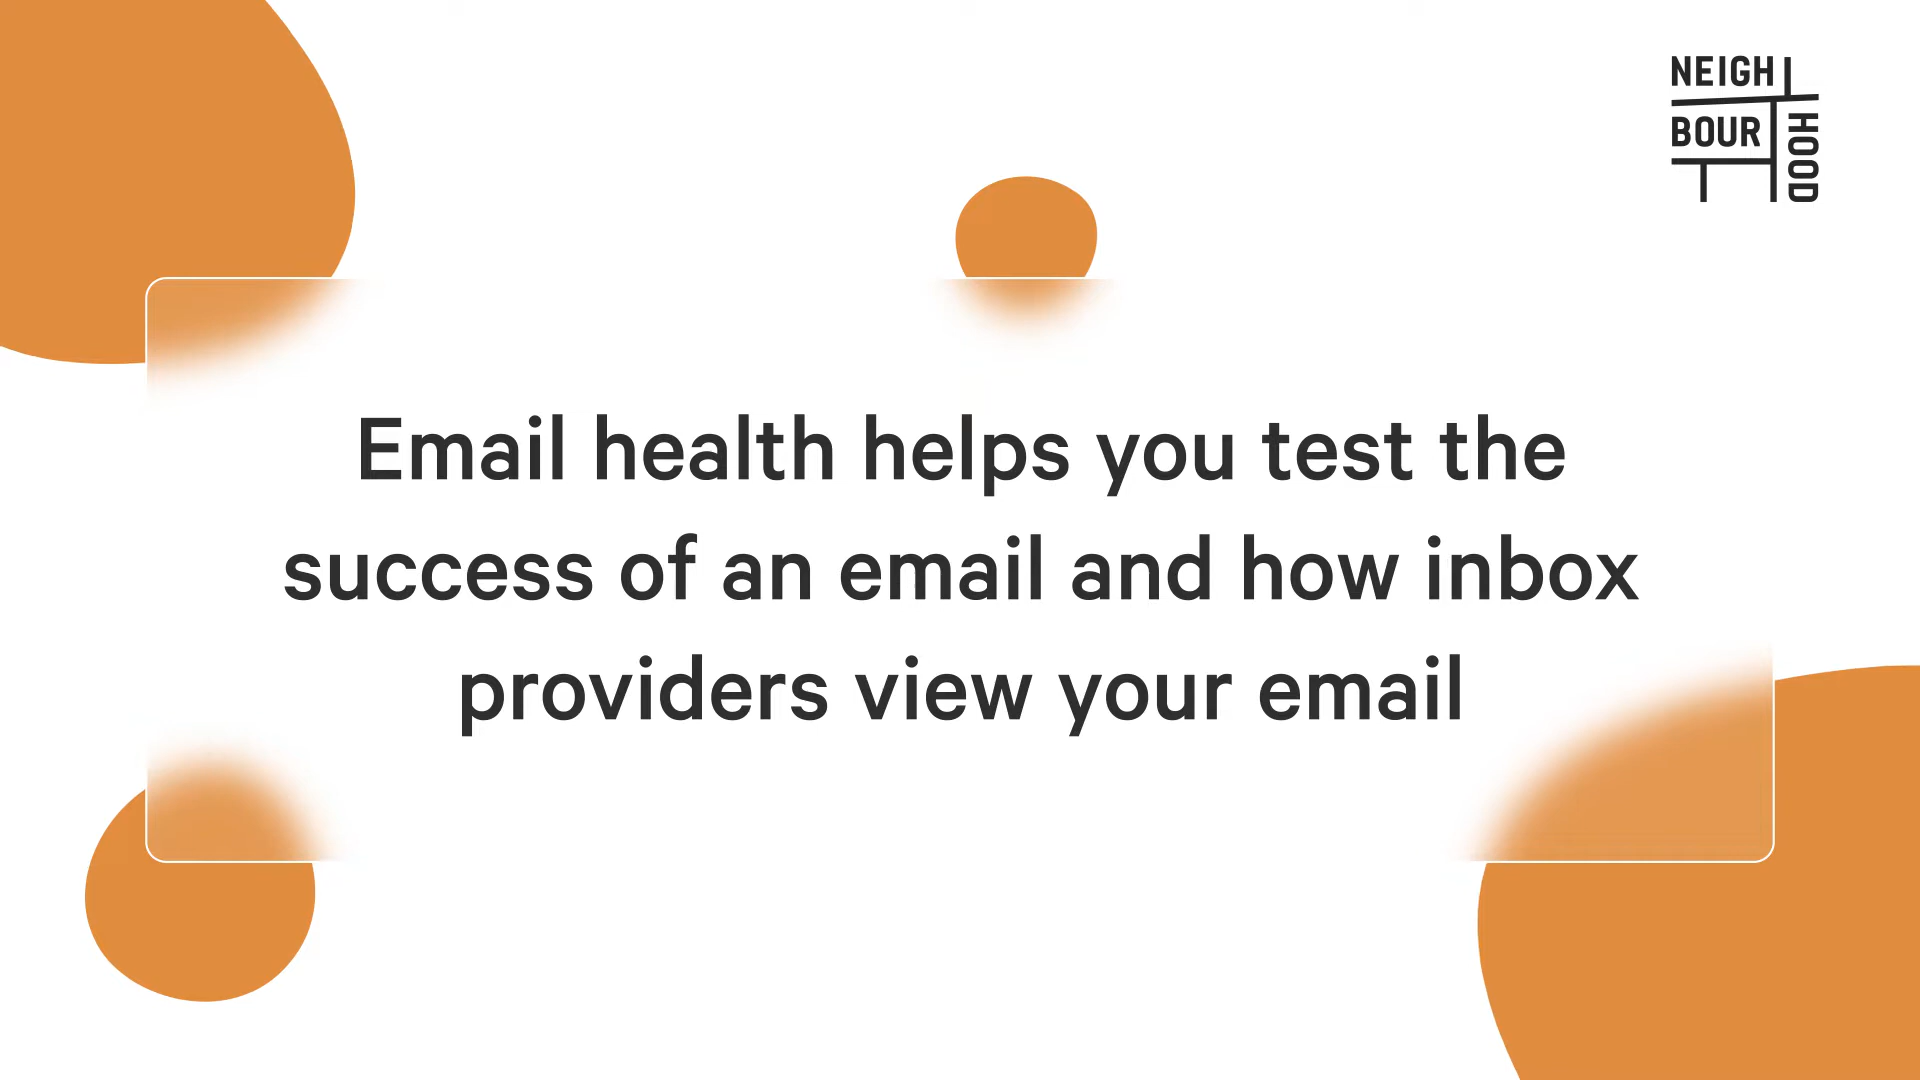 NEIGH
BOUR
HOOD
Email health helps you test the
success of an email and how inbox
providers view your email